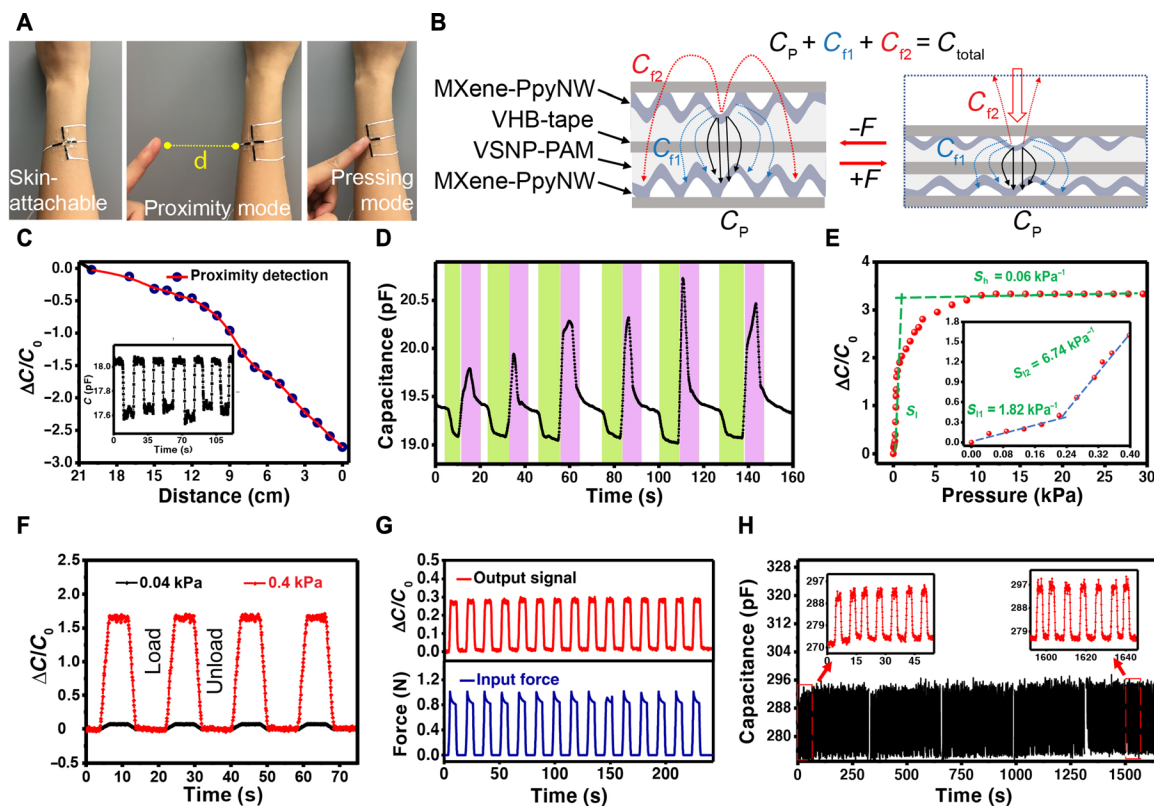 A
Skin-
attachable
d
Proximity mode
Pressing
mode
B
C_P + C_f1 + C_f2 = C_total
MXene-PpyNW
VHB-tape
VSNP-PAM
MXene-PpyNW
C_f2
C_f1
C_P
–F
+F
C_f2
C_f1
C_P
C
ΔC/C₀
0.0
–0.5
–1.0
–1.5
–2.0
–2.5
–3.0
Proximity detection
C (pF)
18.0
17.6
0 35 70 105
Time (s)
21 18 15 12 9 6 3 0
Distance (cm)
D
Capacitance (pF)
20.5
20.0
19.5
19.0
0 20 40 60 80 100 120 140 160
Time (s)
E
ΔC/C₀
6
5
4
3
2
1
0
S_h = 0.06 kPa⁻¹
S_l
1.8
1.5
1.2
0.9
0.6
0.3
0.0
S_l2 = 6.74 kPa⁻¹
S_l1 = 1.82 kPa⁻¹
0.00 0.08 0.16 0.24 0.32 0.40
0 5 10 15 20 25 30
Pressure (kPa)
F
ΔC/C₀
2.5
2.0
1.5
1.0
0.5
0
–0.5
0.04 kPa 0.4 kPa
Load
Unload
0 10 20 30 40 50 60 70
Time (s)
G
ΔC/C₀
0.5
0.4
0.3
0.2
0.1
0.0
Output signal
Force (N)
1.2
0.8
0.4
0.0
Input force
0 50 100 150 200
Time (s)
H
Capacitance (pF)
328
320
312
304
296
288
280
297
288
279
270
0 15 30 45
297
288
279
1600 1620 1640
0 250 500 750 1000 1250 1500
Time (s)